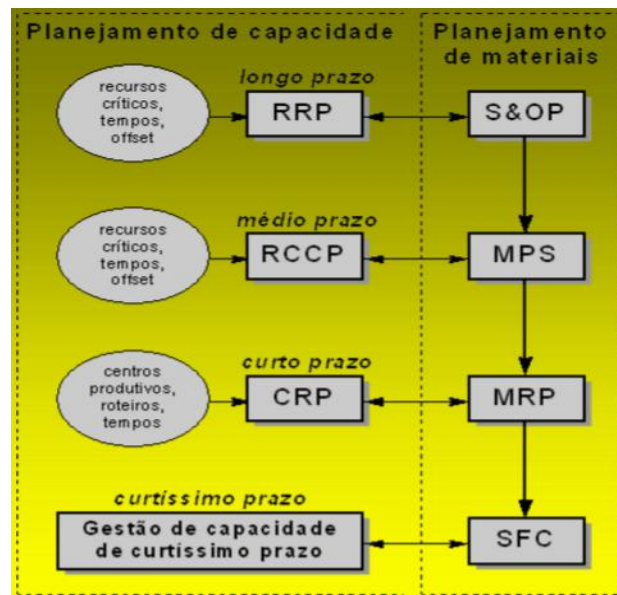 Planejamento de capacidade
Planejamento
de materiais
longo prazo
recursos
críticos,
tempos,
offset
RRP
S&OP
médio prazo
recursos
críticos,
tempos,
offset
RCCP
MPS
curto prazo
centros
produtivos,
roteiros,
tempos
CRP
MRP
curtíssimo prazo
Gestão de capacidade
de curtíssimo prazo
SFC